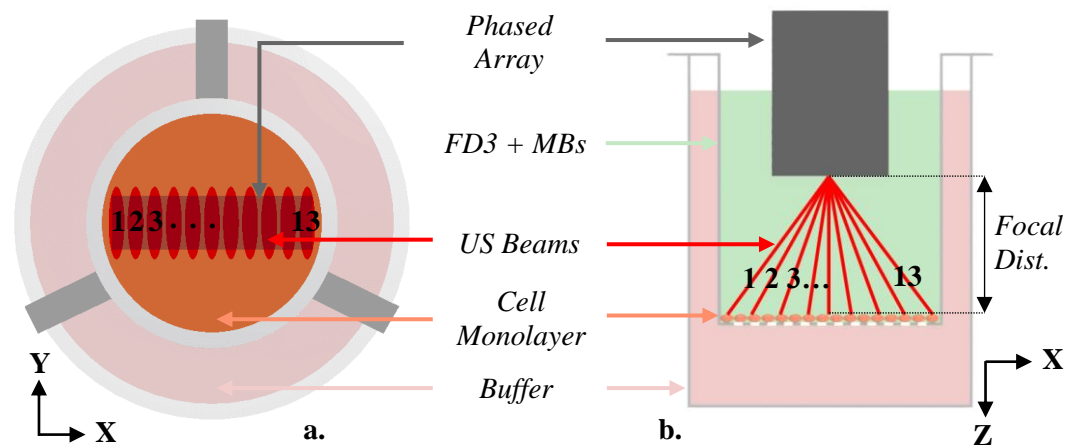 Phased
Array
FD3 + MBs
US Beams
Cell
Monolayer
Buffer
1 2 3 . . . 13
Y
X
a.
1 2 3... 13
Focal
Dist.
X
Z
b.